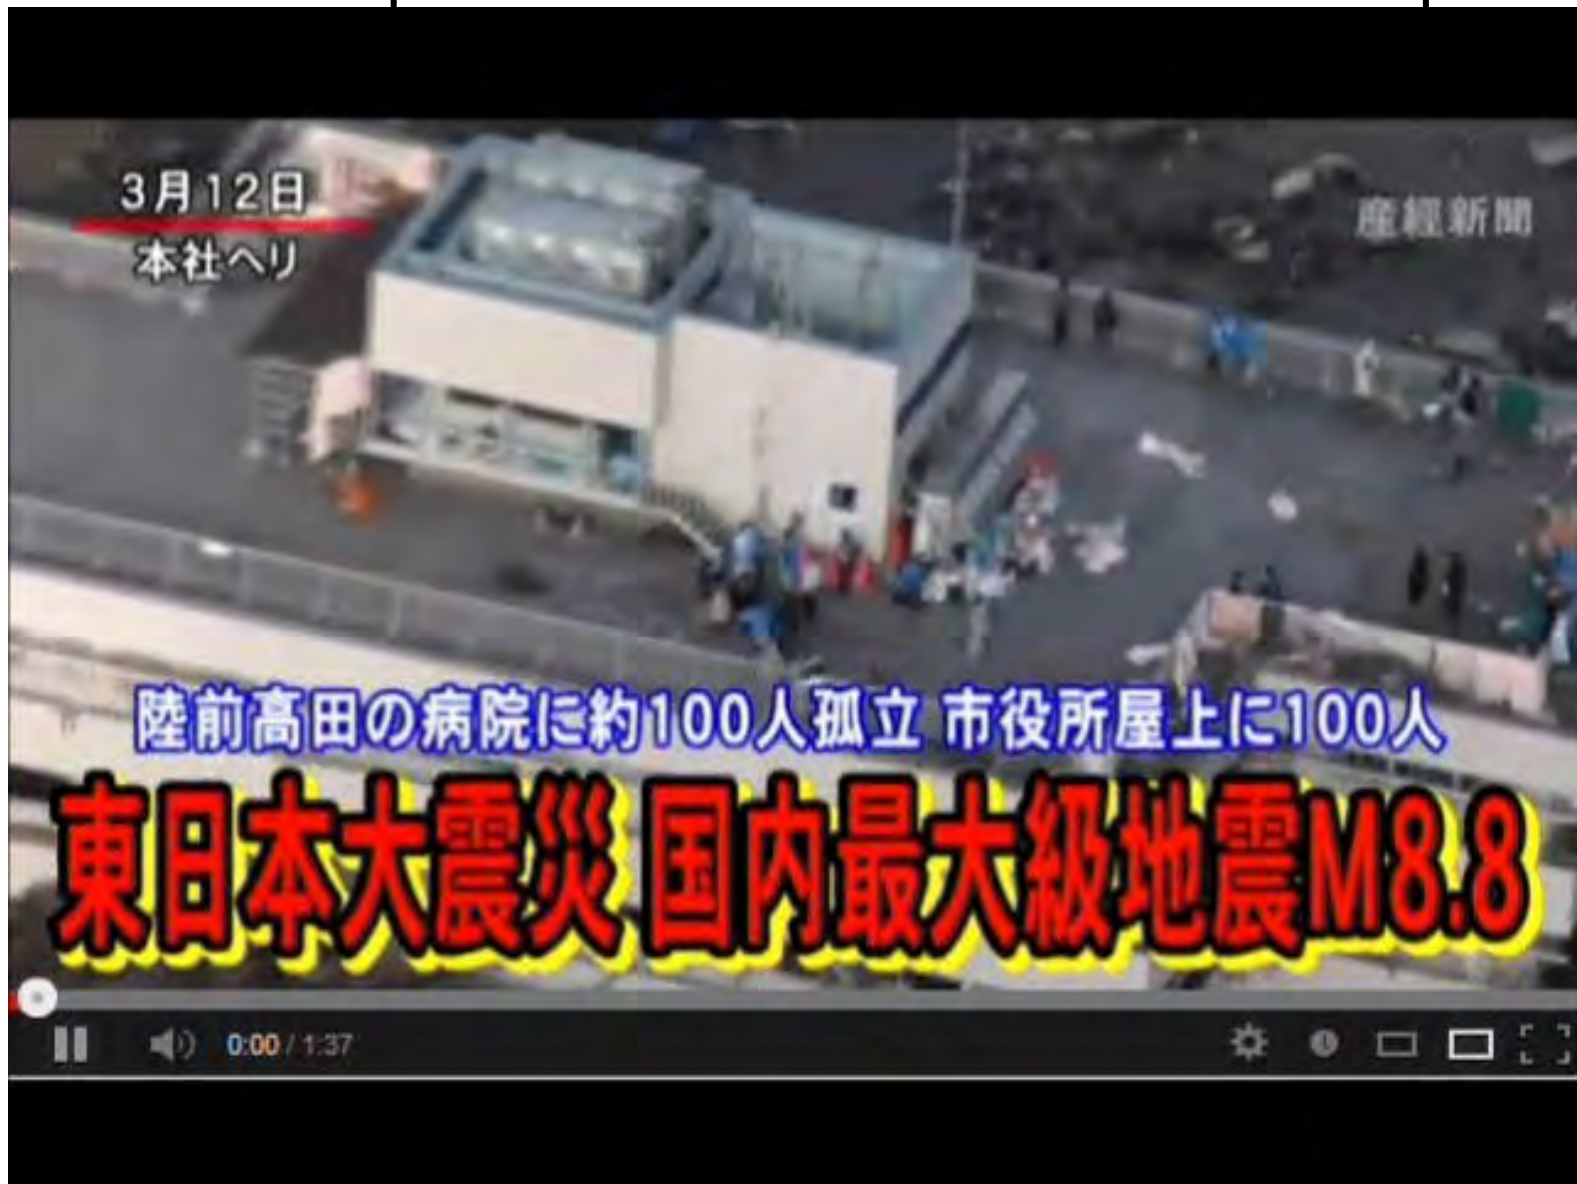 3月12日
本社ヘリ
産経新聞
陸前高田の病院に約100人孤立 市役所屋上に100人
東日本大震災 国内最大級地震M8.8
0:00 / 1:37